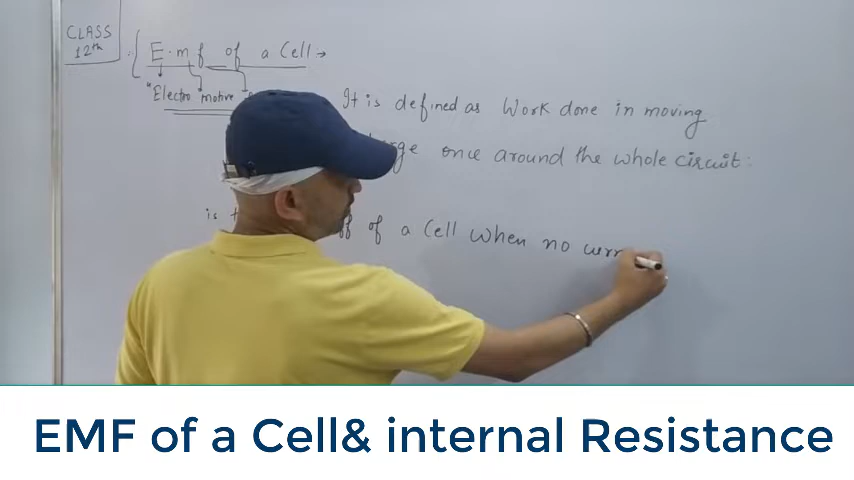 CLASS
12th
E.m f of a Cell →
"Electro motive
It is defined as Work done in moving
once around the whole circuit:
is
of a Cell when no curr
EMF of a Cell& internal Resistance